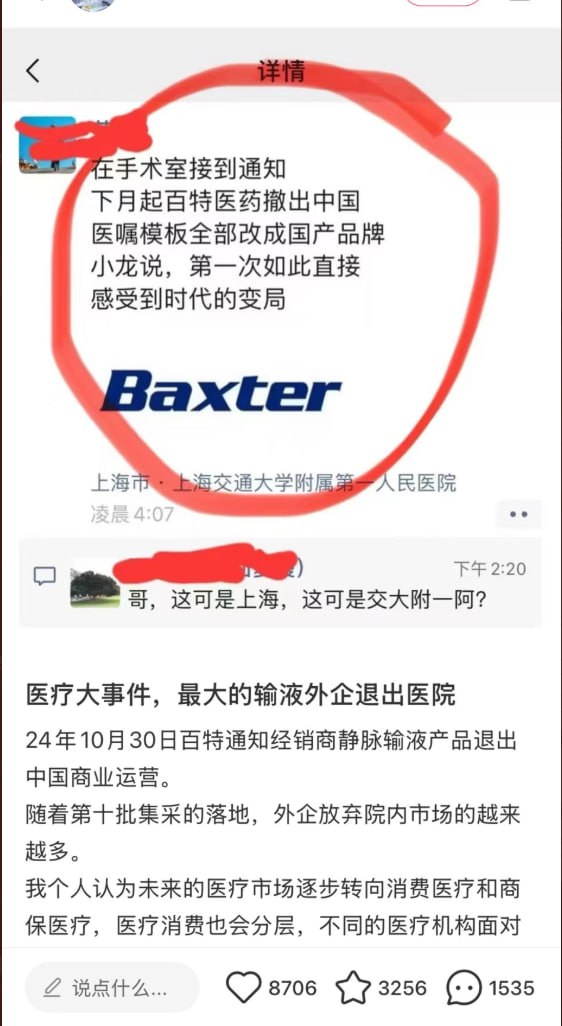 详情
在手术室接到通知
下月起百特医药撤出中国
医嘱模板全部改成国产品牌
小龙说，第一次如此直接
感受到时代的变局
Baxter
上海市·上海交通大学附属第一人民医院
凌晨4:07
下午2:20
哥，这可是上海，这可是交大附一阿?
医疗大事件，最大的输液外企退出医院
24年10月30日百特通知经销商静脉输液产品退出
中国商业运营。
随着第十批集采的落地，外企放弃院内市场的越来
越多。
我个人认为未来的医疗市场逐步转向消费医疗和商
保医疗，医疗消费也会分层，不同的医疗机构面对
说点什么...
8706
3256
1535